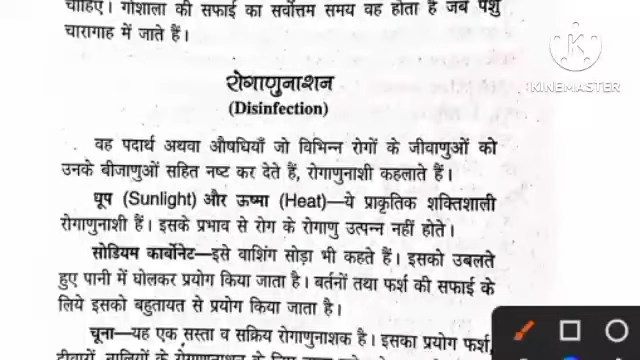 चाहिए। गोशाला की सफाई का सर्वोत्तम समय वह होता है जब पशु
चारागाह में जाते हैं।
रोगाणुनाशन
(Disinfection)
वह पदार्थ अथवा औषधियाँ जो विभिन्न रोगों के जीवाणुओं को
उनके बीजाणुओं सहित नष्ट कर देते हैं, रोगाणुनाशी कहलाते हैं।
धूप (Sunlight) और ऊष्मा (Heat)—ये प्राकृतिक शक्तिशाली
रोगाणुनाशी हैं। इसके प्रभाव से रोग के रोगाणु उत्पन्न नहीं होते।
सोडियम कार्बोनेट—इसे वाशिंग सोड़ा भी कहते हैं। इसको उबलते
हुए पानी में घोलकर प्रयोग किया जाता है। बर्तनों तथा फर्श की सफाई के
लिये इसको बहुतायत से प्रयोग किया जाता है।
चूना—यह एक सस्ता व सक्रिय रोगाणुनाशक है। इसका प्रयोग फर्श,
दीवारों, नालियों के रोगाणुनाशन के लिए
KINEMASTER